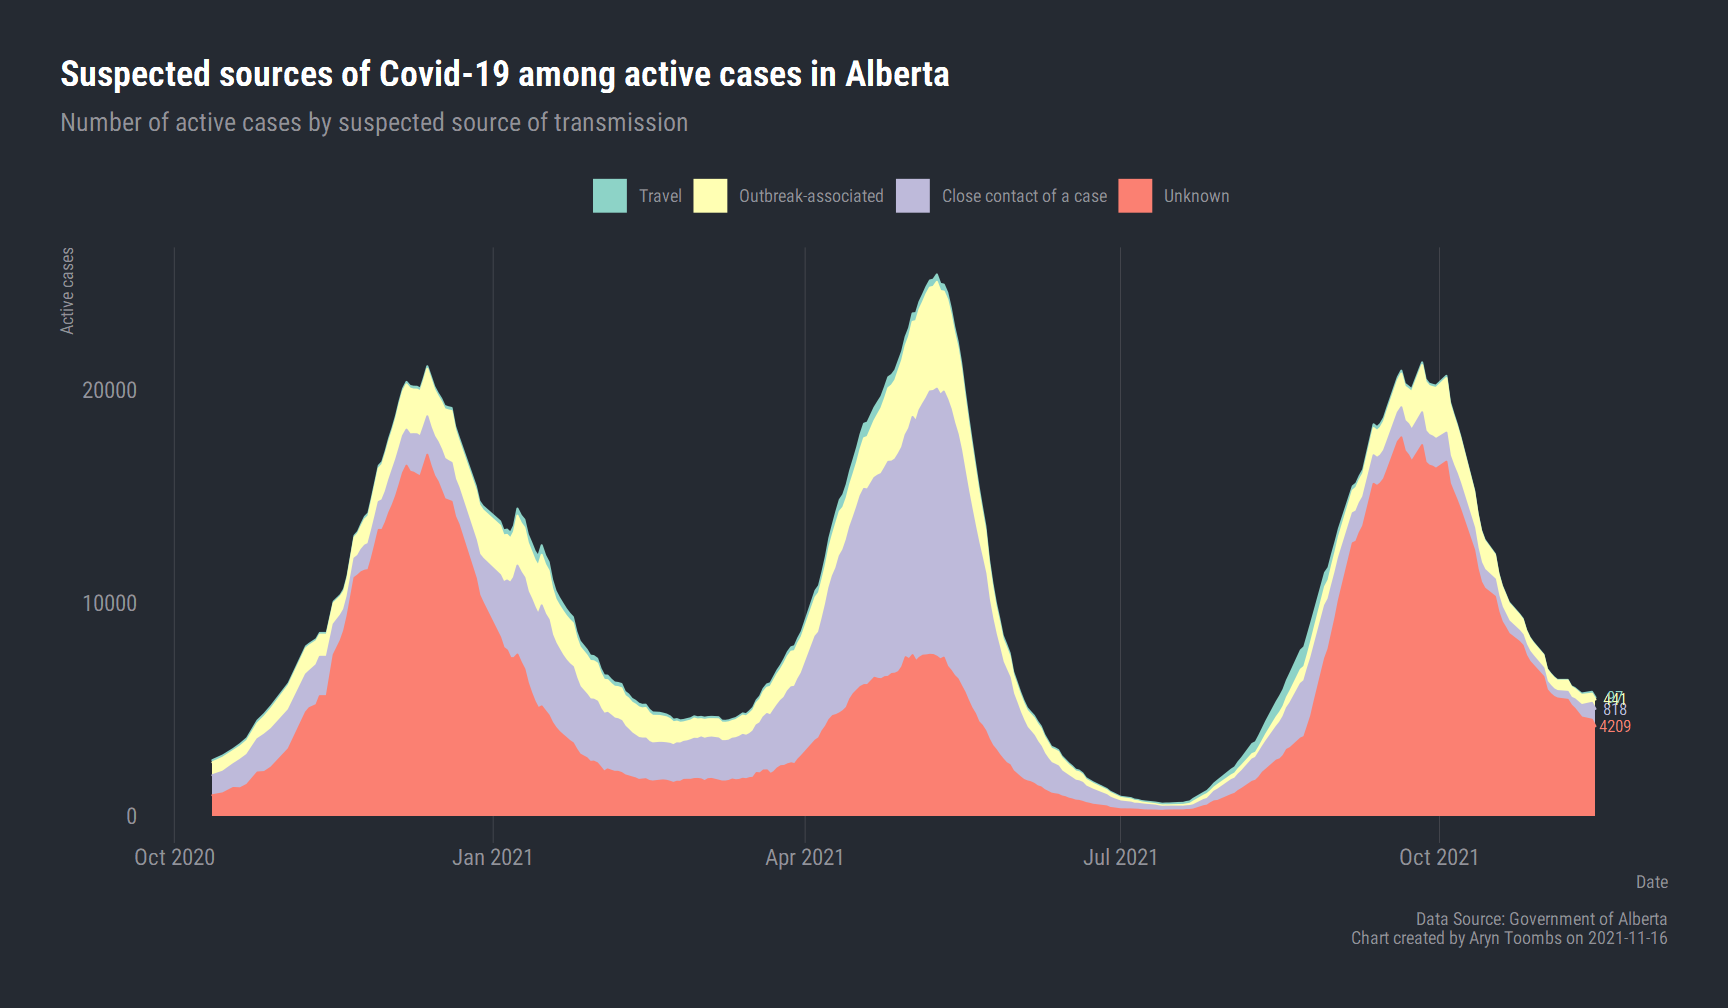 Suspected sources of Covid-19 among active cases in Alberta
Number of active cases by suspected source of transmission
Travel
Outbreak-associated
Close contact of a case
Unknown
Active cases
20000
10000
0
441
818
4209
Oct 2020
Jan 2021
Apr 2021
Jul 2021
Oct 2021
Date
Data Source: Government of Alberta
Chart created by Aryn Toombs on 2021-11-16